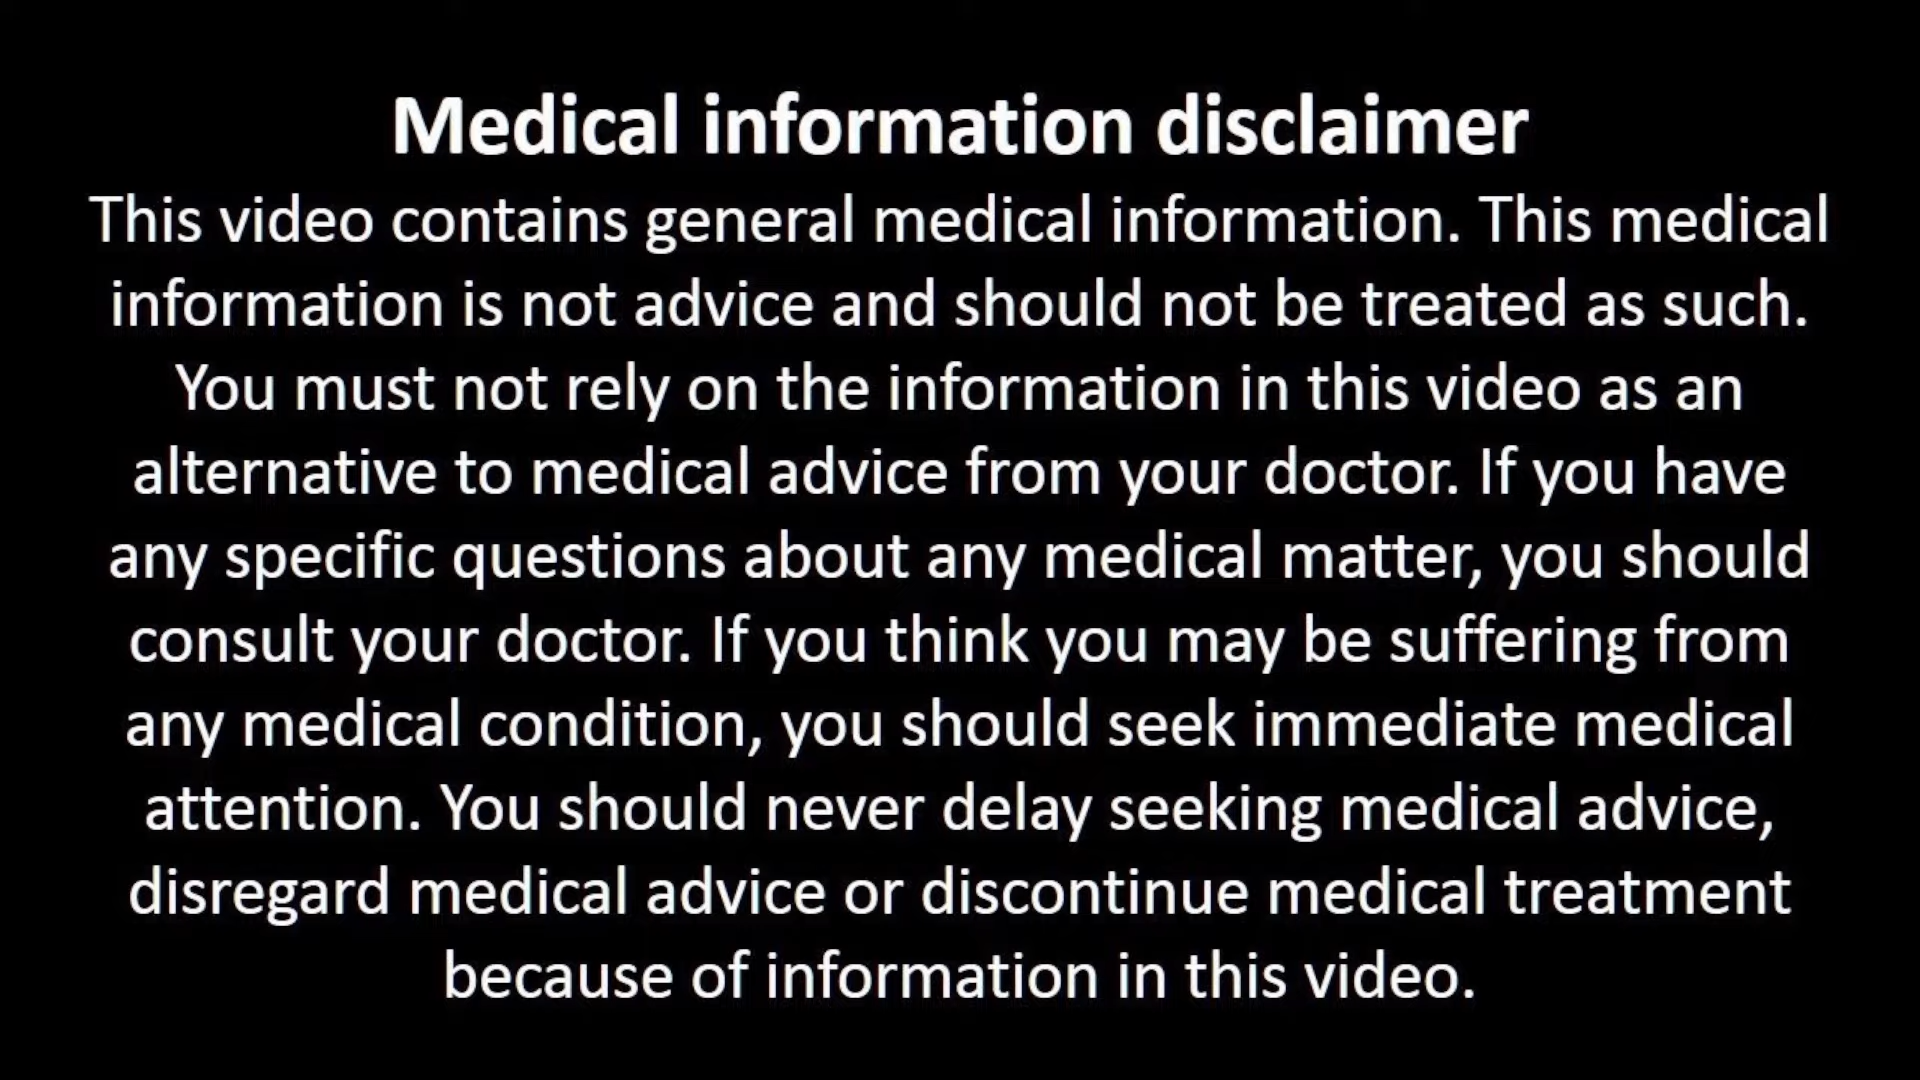 Medical information disclaimer
This video contains general medical information. This medical
information is not advice and should not be treated as such.
You must not rely on the information in this video as an
alternative to medical advice from your doctor. If you have
any specific questions about any medical matter, you should
consult your doctor. If you think you may be suffering from
any medical condition, you should seek immediate medical
attention. You should never delay seeking medical advice,
disregard medical advice or discontinue medical treatment
because of information in this video.